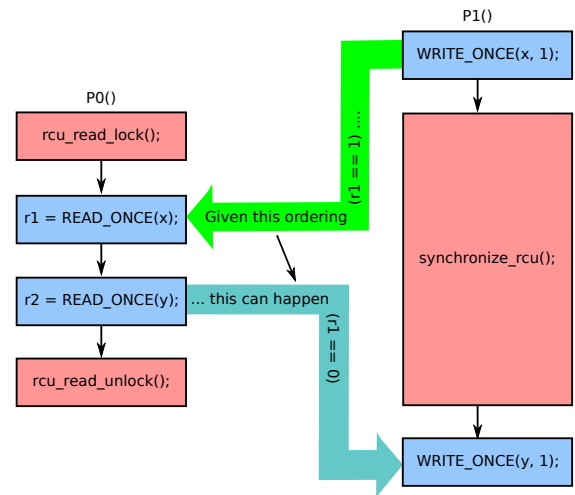 P1()
WRITE_ONCE(x, 1);
P0()
rcu_read_lock();
(r1 == 1) ....
r1 = READ_ONCE(x);
Given this ordering
synchronize_rcu();
r2 = READ_ONCE(y);
... this can happen
(r1 == 0)
rcu_read_unlock();
WRITE_ONCE(y, 1);